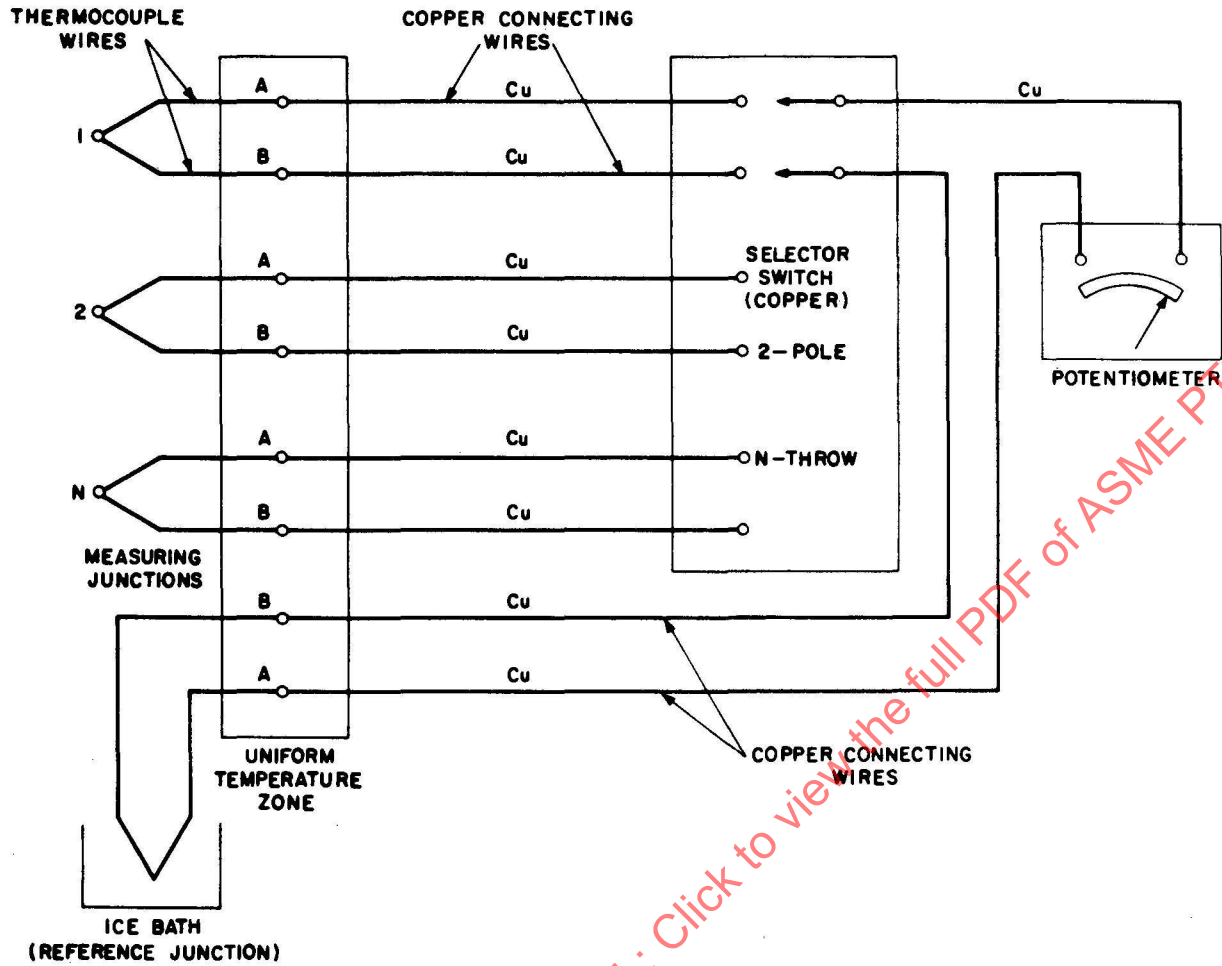 THERMOCOUPLE
WIRES
COPPER CONNECTING
WIRES
A
Cu
Cu
1
B
Cu
A
Cu
SELECTOR
SWITCH
(COPPER)
2
B
Cu
2-POLE
POTENTIOMETER
A
Cu
N-THROW
N
B
Cu
MEASURING
JUNCTIONS
B
Cu
A
Cu
UNIFORM
TEMPERATURE
ZONE
COPPER CONNECTING
WIRES
ICE BATH
(REFERENCE JUNCTION)
: Click to view the full PDF of ASME PT